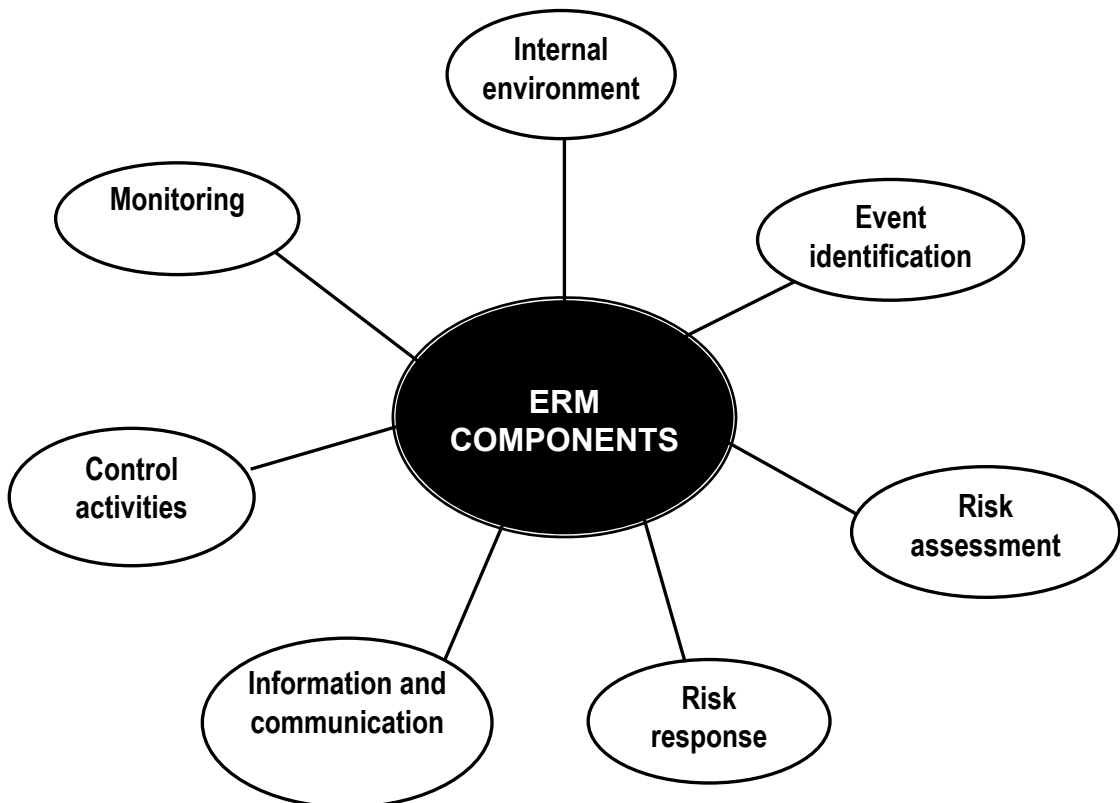 Internal
environment
Monitoring
Event
identification
ERM
COMPONENTS
Control
activities
Risk
assessment
Information and
communication
Risk
response